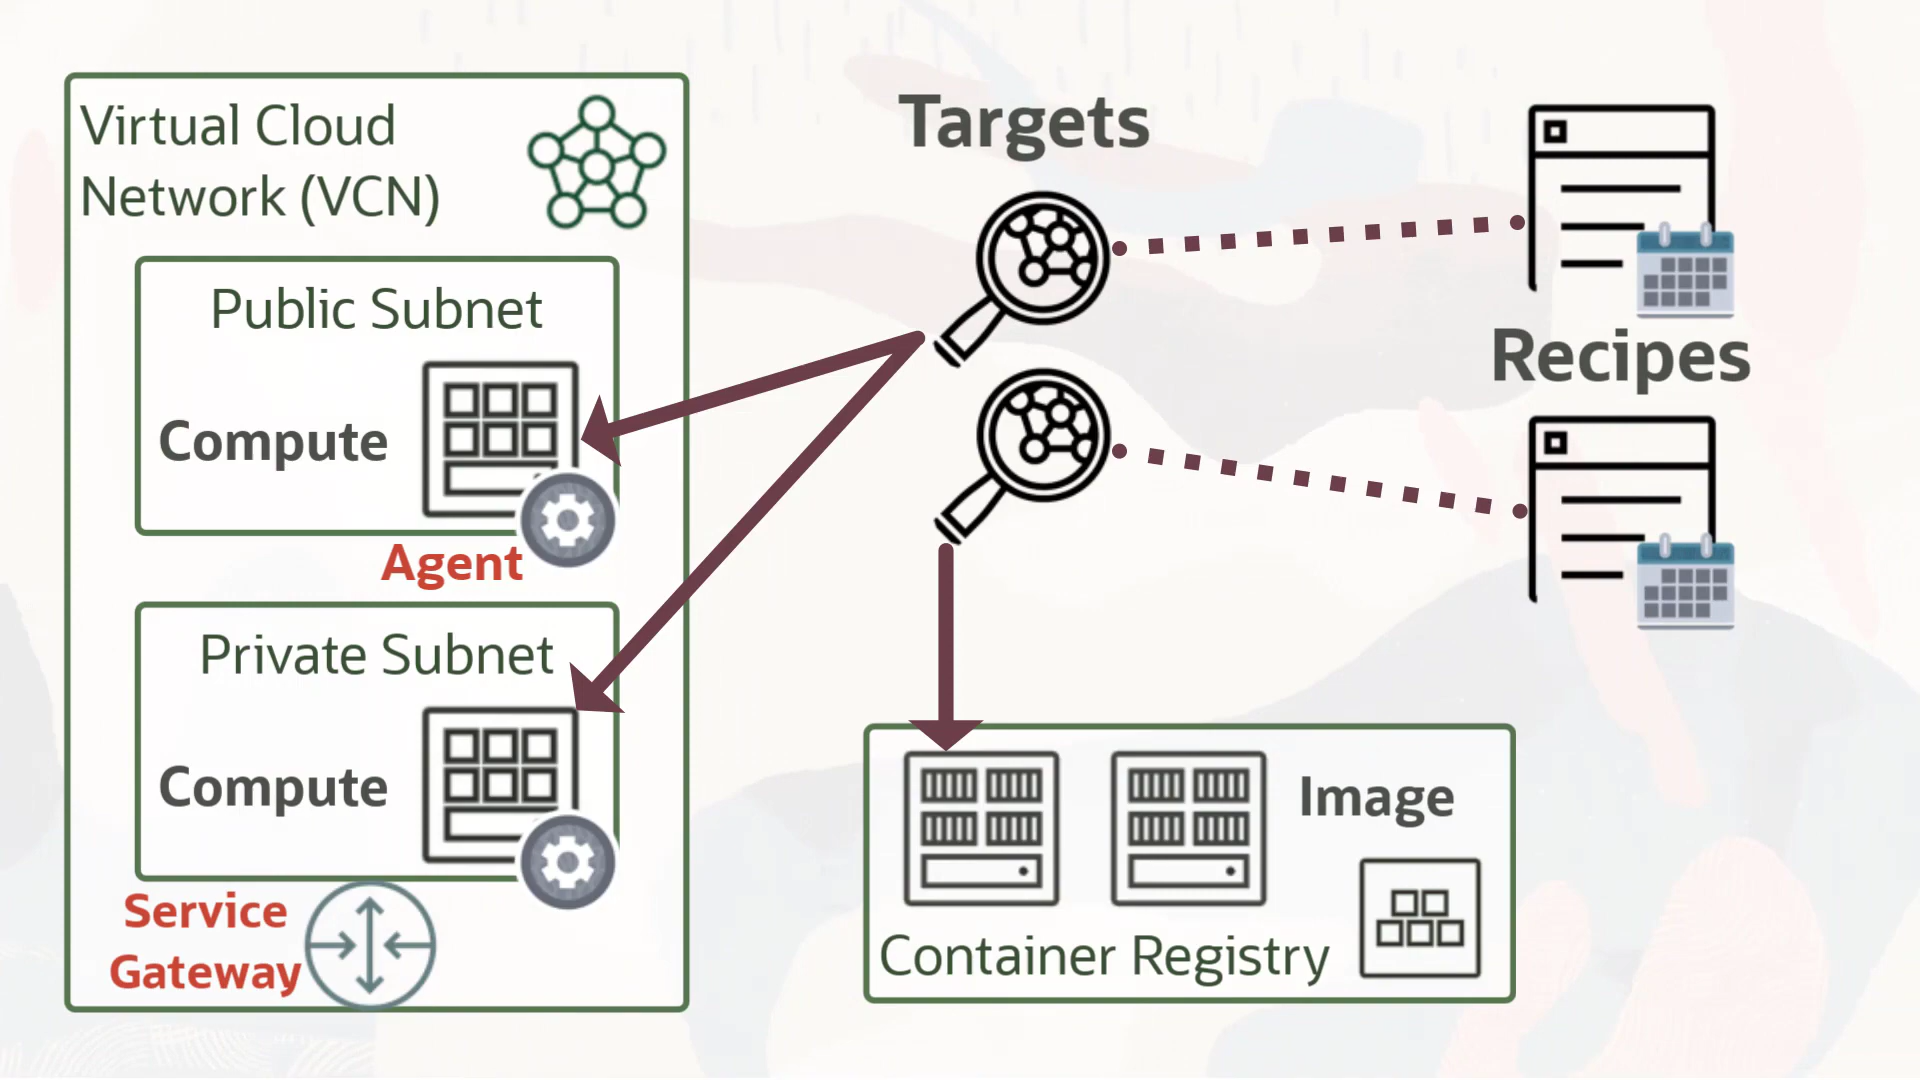 Virtual Cloud
Network (VCN)
Public Subnet
Compute
Agent
Private Subnet
Compute
Service
Gateway
Targets
Recipes
Image
Container Registry